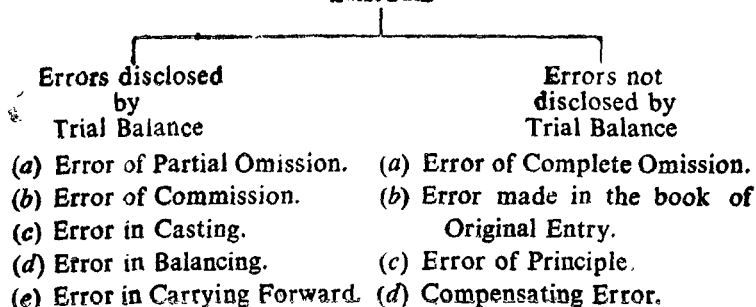 Errors disclosed
by
Trial Balance
(a) Error of Partial Omission.
(b) Error of Commission.
(c) Error in Casting.
(d) Error in Balancing.
(e) Error in Carrying Forward.
Errors not
disclosed by
Trial Balance
(a) Error of Complete Omission.
(b) Error made in the book of
Original Entry.
(c) Error of Principle.
(d) Compensating Error.